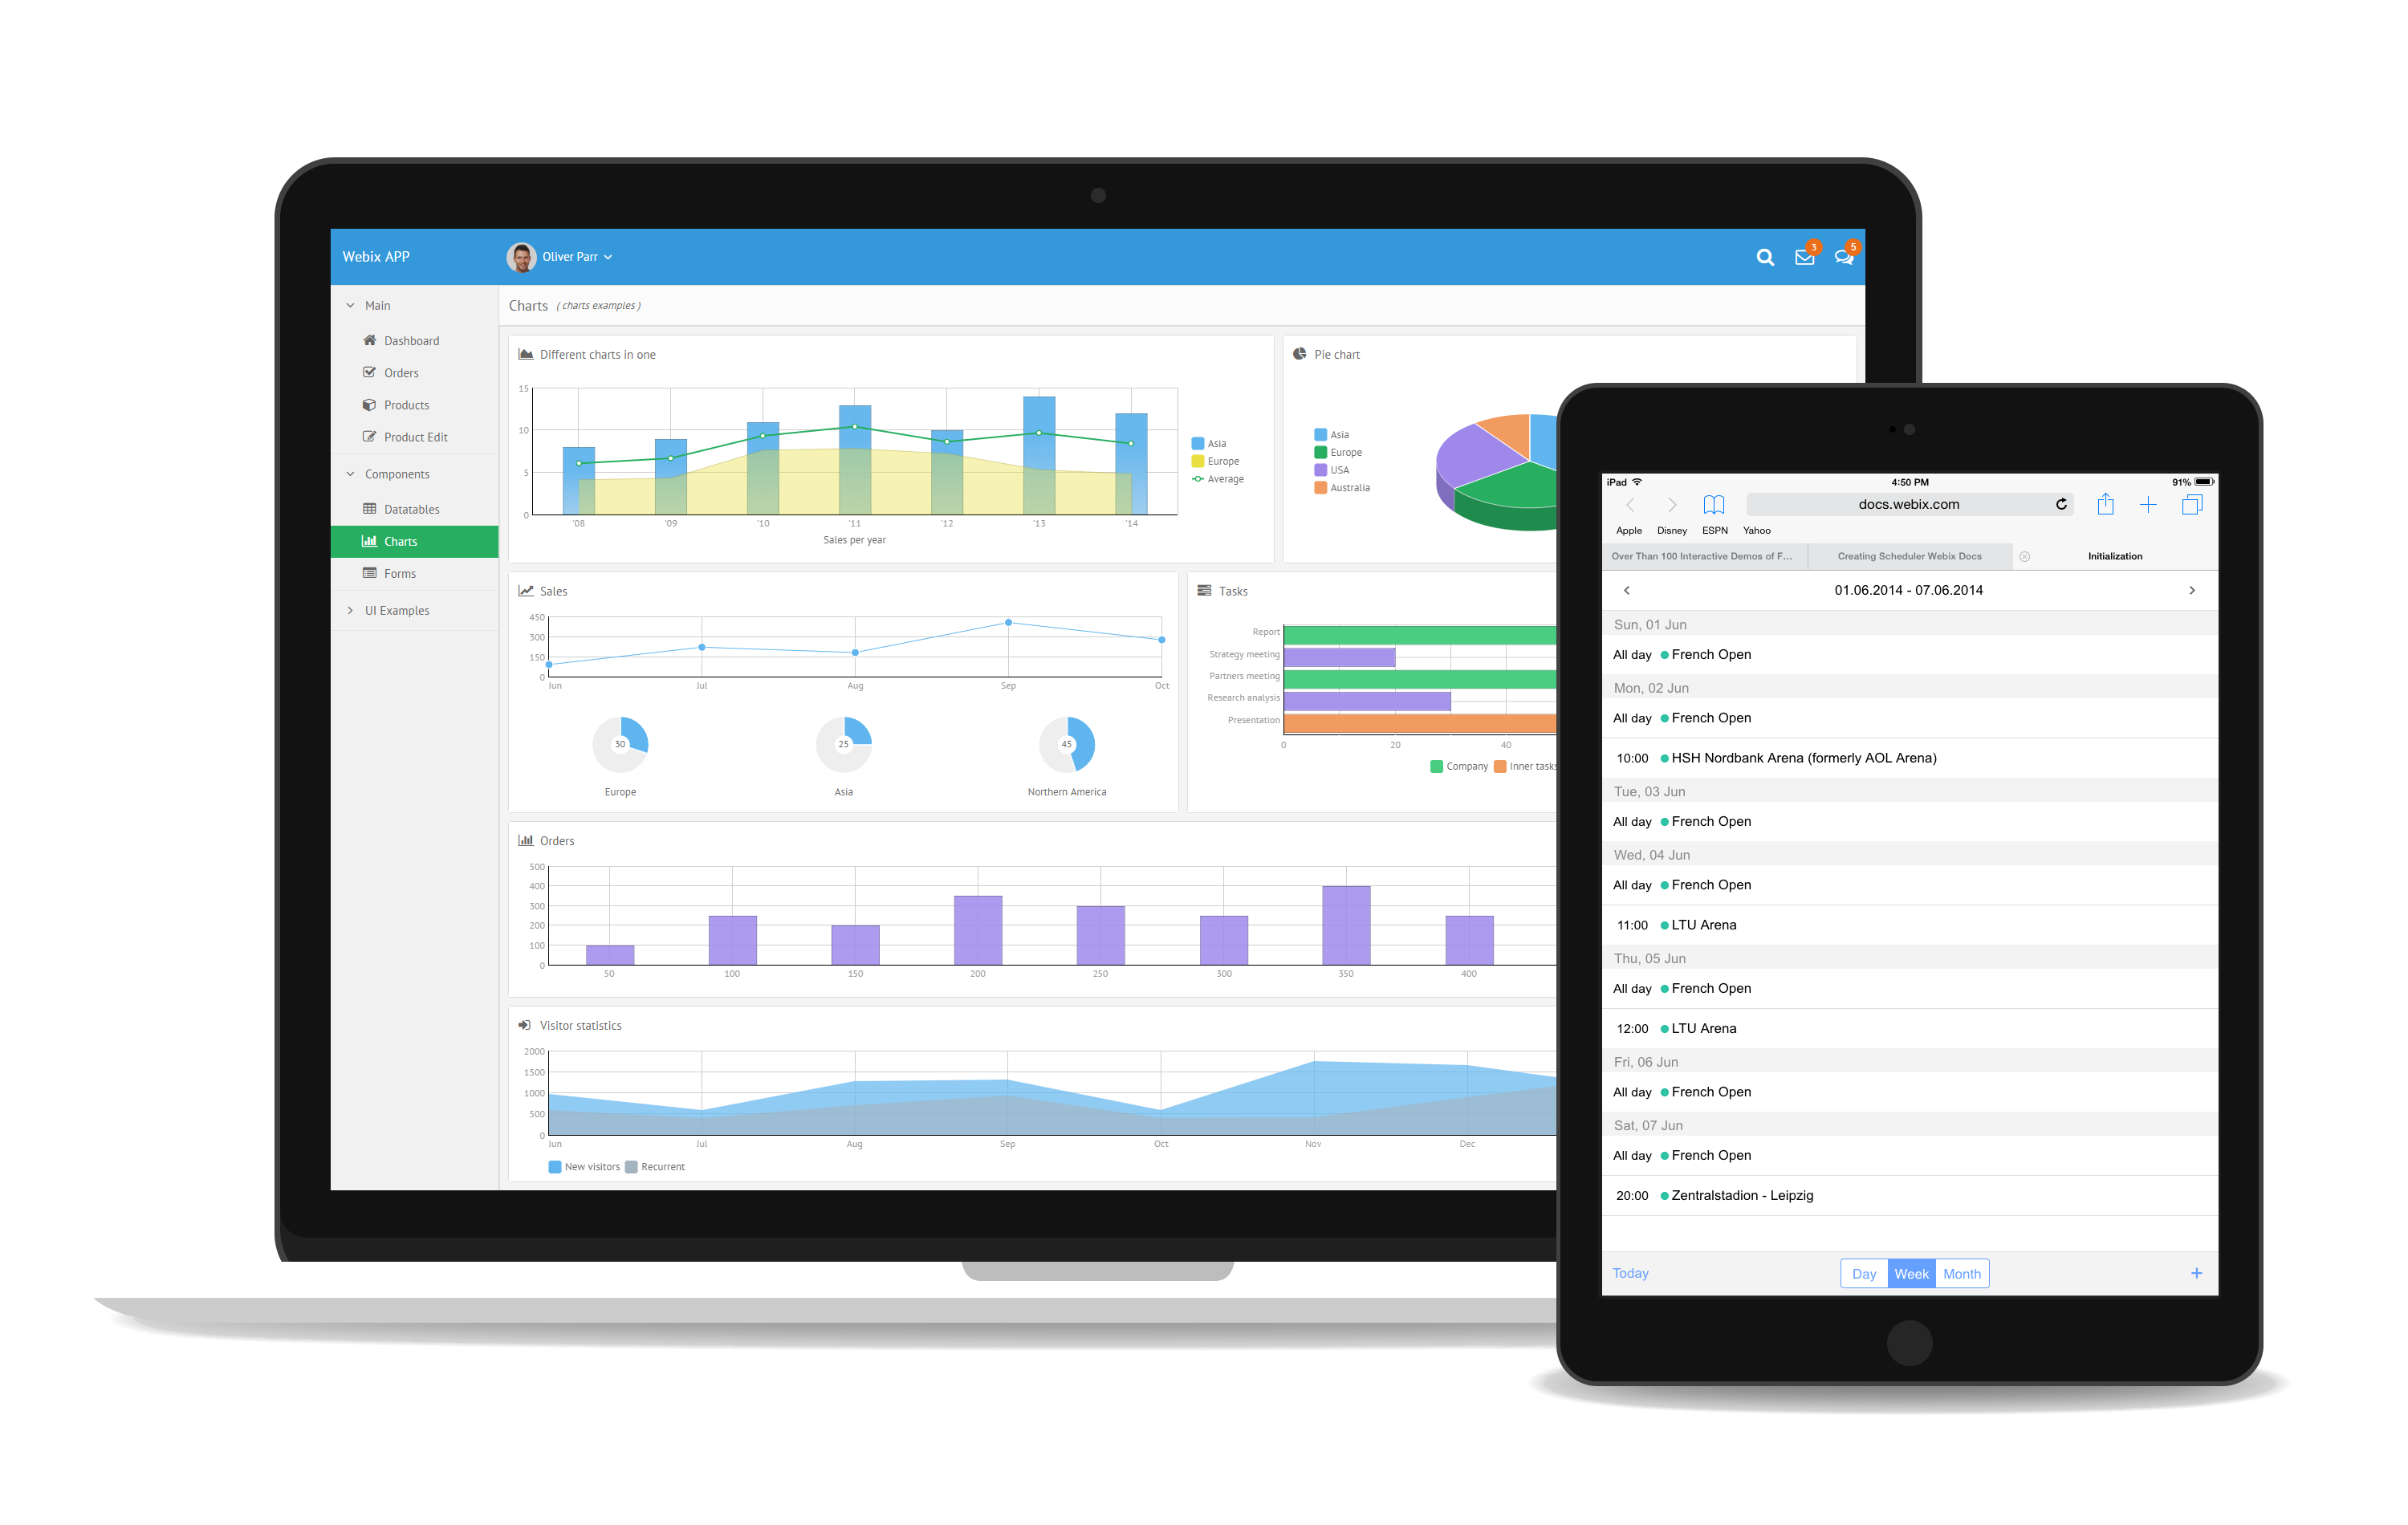 Webix APP
Oliver Parr
3
5
Main
Dashboard
Orders
Products
Product Edit
Components
Datatables
Charts
Forms
UI Examples
Charts ( charts examples )
Different charts in one
15
10
5
0
'08 '09 '10 '11 '12 '13 '14
Sales per year
Asia
Europe
Average
Pie chart
Asia
Europe
USA
Australia
Sales
450
300
150
0
Jun Jul Aug Sep Oct
30 25 45
Europe Asia Northern America
Tasks
Report
Strategy meeting
Partners meeting
Research analysis
Presentation
0 20 40
Company Inner tasks
Orders
500
400
300
200
100
0
50 100 150 200 250 300 350 400
Visitor statistics
2000
1500
1000
500
0
Jun Jul Aug Sep Oct Nov Dec
New visitors Recurrent
iPad 4:50 PM 91%
docs.webix.com
Apple Disney ESPN Yahoo
Over Than 100 Interactive Demos of F... Creating Scheduler Webix Docs Initialization
01.06.2014 - 07.06.2014
Sun, 01 Jun
All day French Open
Mon, 02 Jun
All day French Open
10:00 HSH Nordbank Arena (formerly AOL Arena)
Tue, 03 Jun
All day French Open
Wed, 04 Jun
All day French Open
11:00 LTU Arena
Thu, 05 Jun
All day French Open
12:00 LTU Arena
Fri, 06 Jun
All day French Open
Sat, 07 Jun
All day French Open
20:00 Zentralstadion - Leipzig
Today Day Week Month